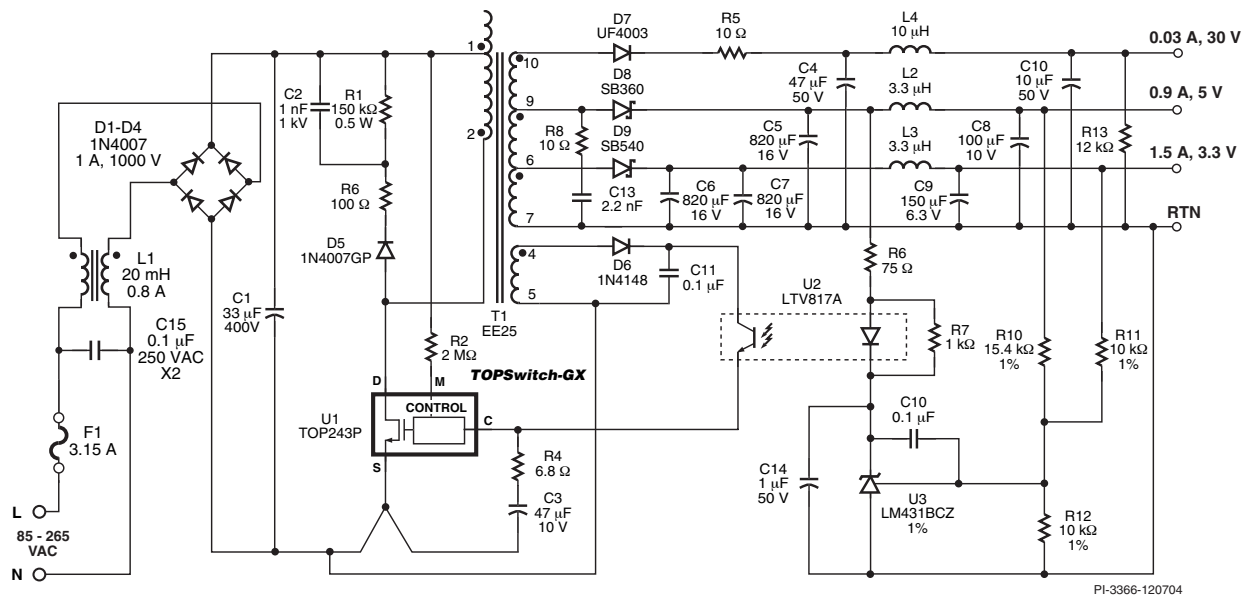 D7
UF4003
R5
10 Ω
L4
10 µH
0.03 A, 30 V
1
10
C2
1 nF
1 kV
R1
150 kΩ
0.5 W
D8
SB360
C4
47 µF
50 V
L2
3.3 µH
C10
10 µF
50 V
0.9 A, 5 V
9
D1-D4
1N4007
1 A, 1000 V
2
R8
10 Ω
D9
SB540
C5
820 µF
16 V
L3
3.3 µH
C8
100 µF
10 V
R13
12 kΩ
1.5 A, 3.3 V
6
R6
100 Ω
C13
2.2 nF
C6
820 µF
16 V
C7
820 µF
16 V
C9
150 µF
6.3 V
RTN
7
D5
1N4007GP
4
D6
1N4148
C11
0.1 µF
R6
75 Ω
L1
20 mH
0.8 A
5
U2
LTV817A
C1
33 µF
400V
T1
EE25
C15
0.1 µF
250 VAC
X2
R2
2 MΩ
R7
1 kΩ
R10
15.4 kΩ
1%
R11
10 kΩ
1%
TOPSwitch-GX
D
M
CONTROL
C
U1
TOP243P
S
C10
0.1 µF
F1
3.15 A
R4
6.8 Ω
C14
1 µF
50 V
C3
47 µF
10 V
U3
LM431BCZ
1%
R12
10 kΩ
1%
L
85 - 265
VAC
N
PI-3366-120704